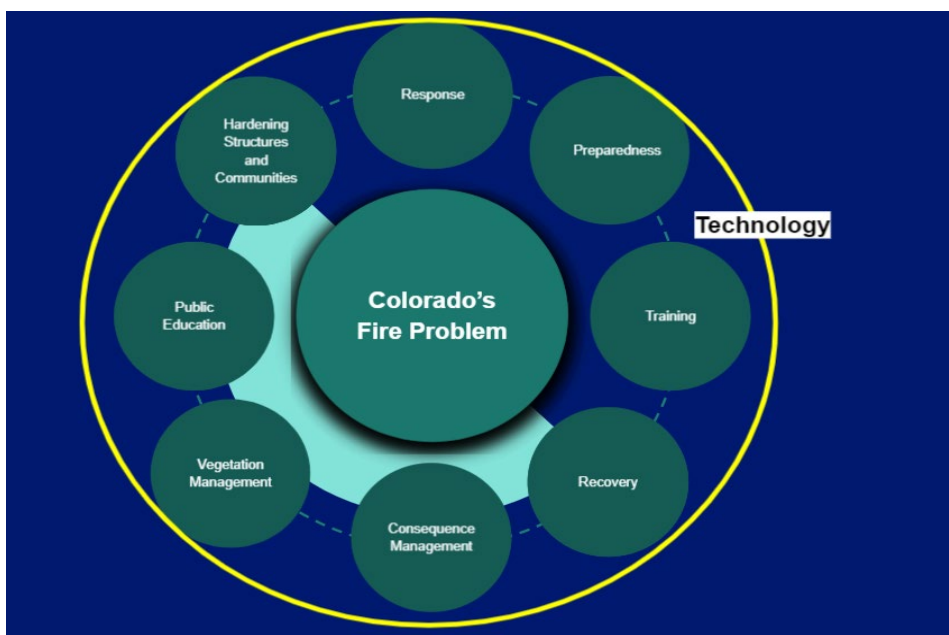 Response
Hardening
Structures
and
Communities
Preparedness
Technology
Public
Education
Colorado's
Fire Problem
Training
Vegetation
Management
Recovery
Consequence
Management